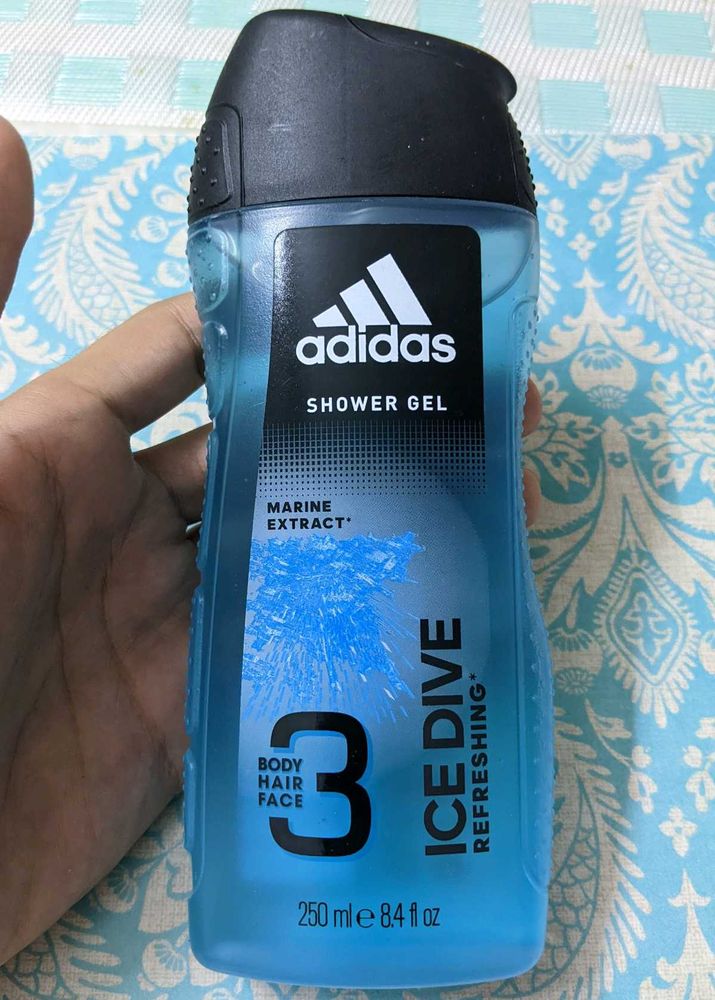 adidas
SHOWER GEL
MARINE
EXTRACT*
3
BODY
HAIR
FACE
ICE DIVE
REFRESHING*
250 ml e 8.4 fl oz